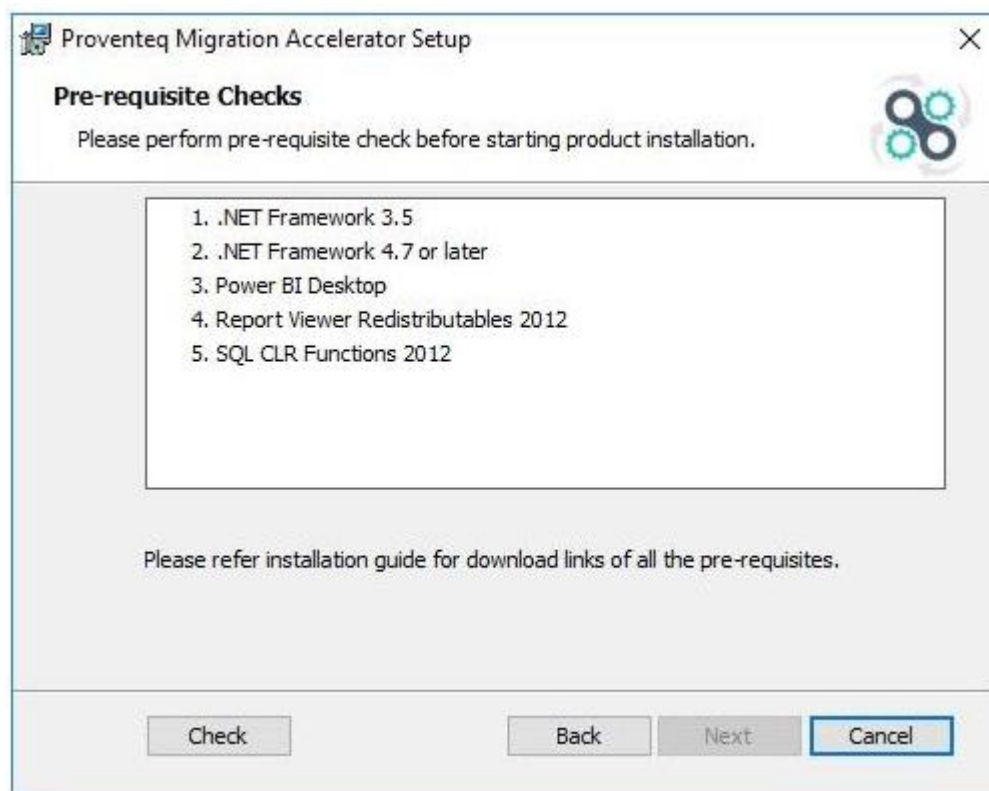 Proventeq Migration Accelerator Setup
Pre-requisite Checks
Please perform pre-requisite check before starting product installation.
1. .NET Framework 3.5
2. .NET Framework 4.7 or later
3. Power BI Desktop
4. Report Viewer Redistributables 2012
5. SQL CLR Functions 2012
Please refer installation guide for download links of all the pre-requisites.
Check
Back
Next
Cancel